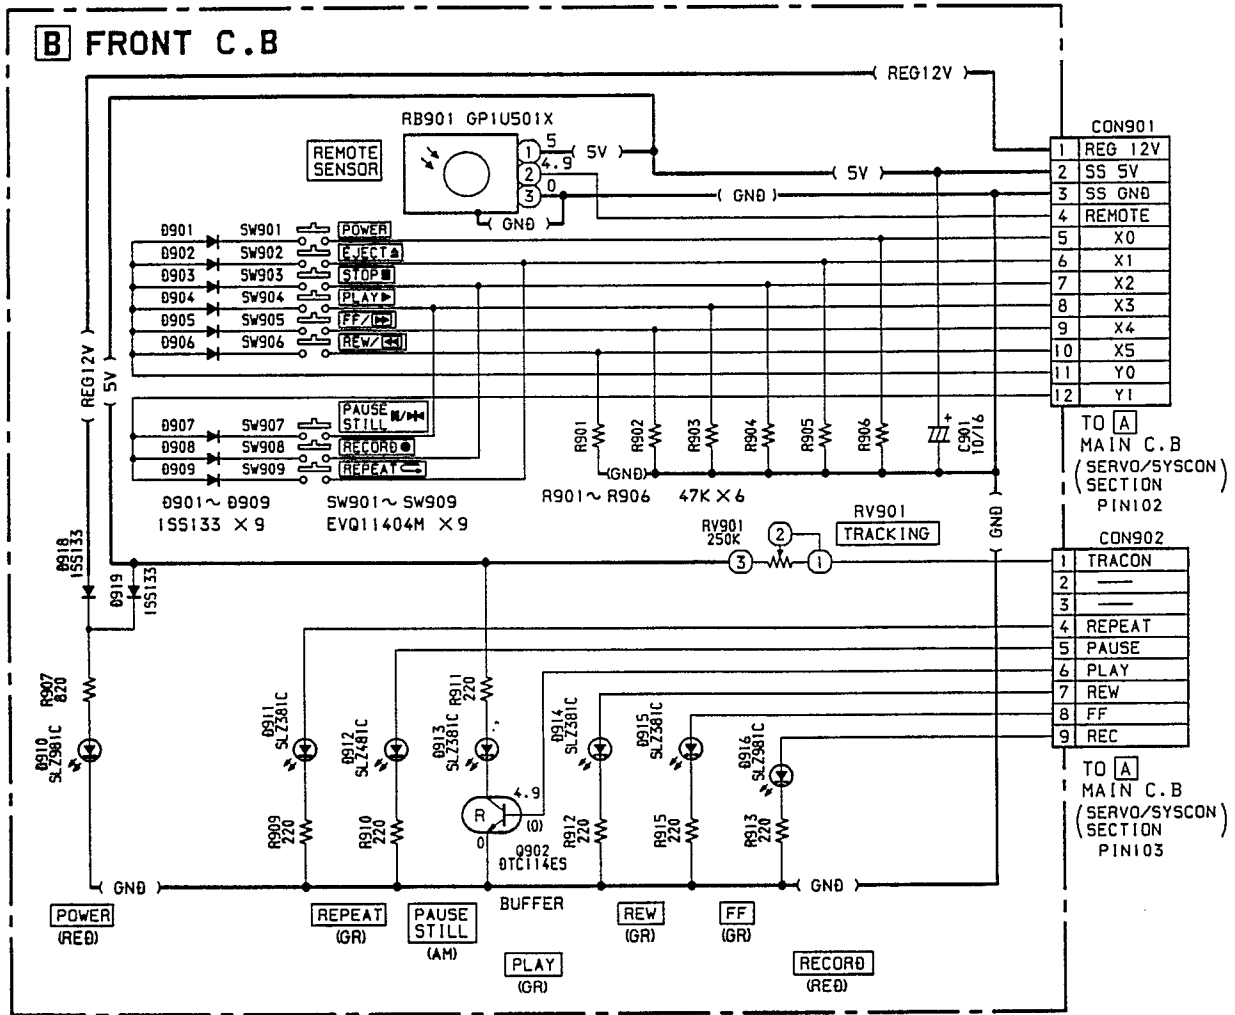 B FRONT C.B
REG12V
RB901 GP1U501X
REMOTE
SENSOR
1 5
5V
2 4.9
3 0
GND
5V
GND
CON901
1 REG 12V
2 SS 5V
3 SS GND
4 REMOTE
5 X0
6 X1
7 X2
8 X3
9 X4
10 X5
11 Y0
12 Y1
TO A
MAIN C.B
(SERVO/SYSCON)
SECTION
PIN102
D901 SW901 POWER
D902 SW902 EJECT
D903 SW903 STOP
D904 SW904 PLAY
D905 SW905 FF/
D906 SW906 REW/
REG12V
5V
PAUSE
STILL
D907 SW907
D908 SW908 RECORD
D909 SW909 REPEAT
D901~D909
1SS133 ×9
SW901~SW909
EVQ11404M ×9
R901
R902
R903
R904
R905
R906
C901
10/16
+
GND
R901~R906 47K×6
GND
RV901
250K
RV901
TRACKING
3
2
1
CON902
1 TRACON
2 —
3 —
4 REPEAT
5 PAUSE
6 PLAY
7 REW
8 FF
9 REC
TO A
MAIN C.B
(SERVO/SYSCON)
SECTION
PIN103
D918
1SS133
D919
1SS133
R907
820
D910
SLZ981C
D911
SLZ381C
D912
SLZ481C
R911
220
D913
SLZ381C
D914
SLZ381C
D915
SLZ381C
D916
SLZ981C
R909
220
R910
220
R
4.9
(0)
0
Q902
DTC114ES
R912
220
R915
220
R913
220
GND
GND
BUFFER
POWER
(RED)
REPEAT
(GR)
PAUSE
STILL
(AM)
PLAY
(GR)
REW
(GR)
FF
(GR)
RECORD
(RED)